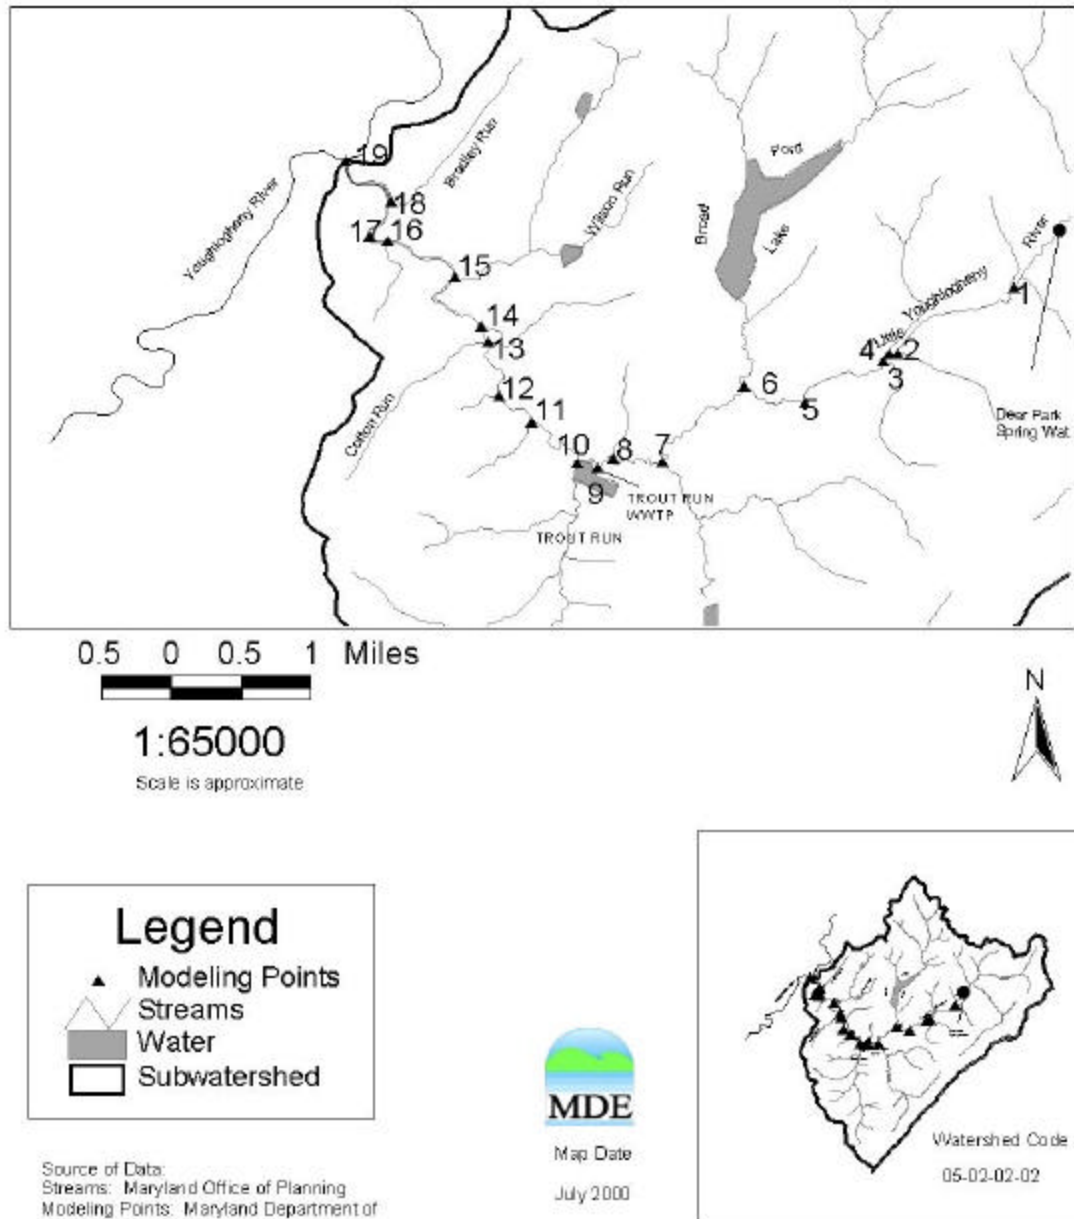 19
Bradley Run
Ford
18
Wilson Run
Youghiogheny River
17
16
Broad
Lake
River
15
1
Little Youghiogheny
14
13
4
2
3
6
12
5
11
Cotton Run
Deer Park
Spring Wat
10
8
7
9
TROUT RUN
WWTP
TROUT RUN
0.5 0 0.5 1 Miles
N
1:65000
Scale is approximate
Legend
Modeling Points
Streams
Water
Subwatershed
MDE
Map Date
July 2000
Watershed Code
05-02-02-02
Source of Data:
Streams: Maryland Office of Planning
Modeling Points: Maryland Department of